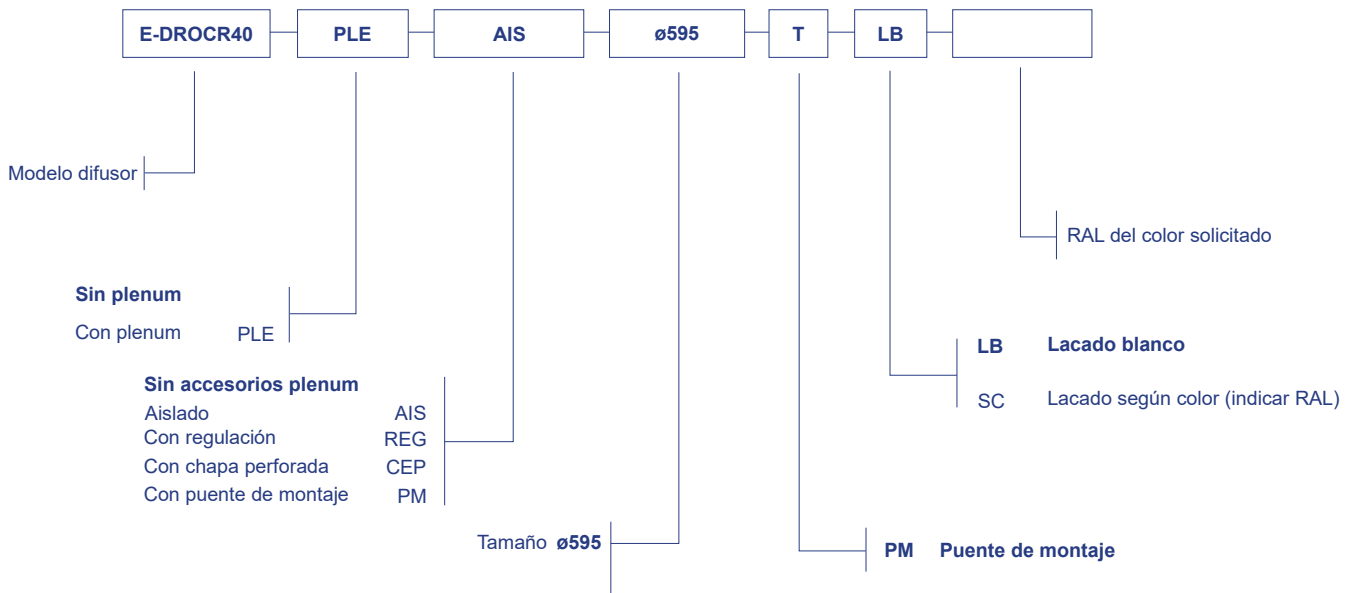 E-DROCR40 PLE AIS ø595 T LB
Modelo difusor
RAL del color solicitado
Sin plenum
Con plenum PLE
LB Lacado blanco
SC Lacado según color (indicar RAL)
Sin accesorios plenum
Aislado AIS
Con regulación REG
Con chapa perforada CEP
Con puente de montaje PM
Tamaño ø595
PM Puente de montaje